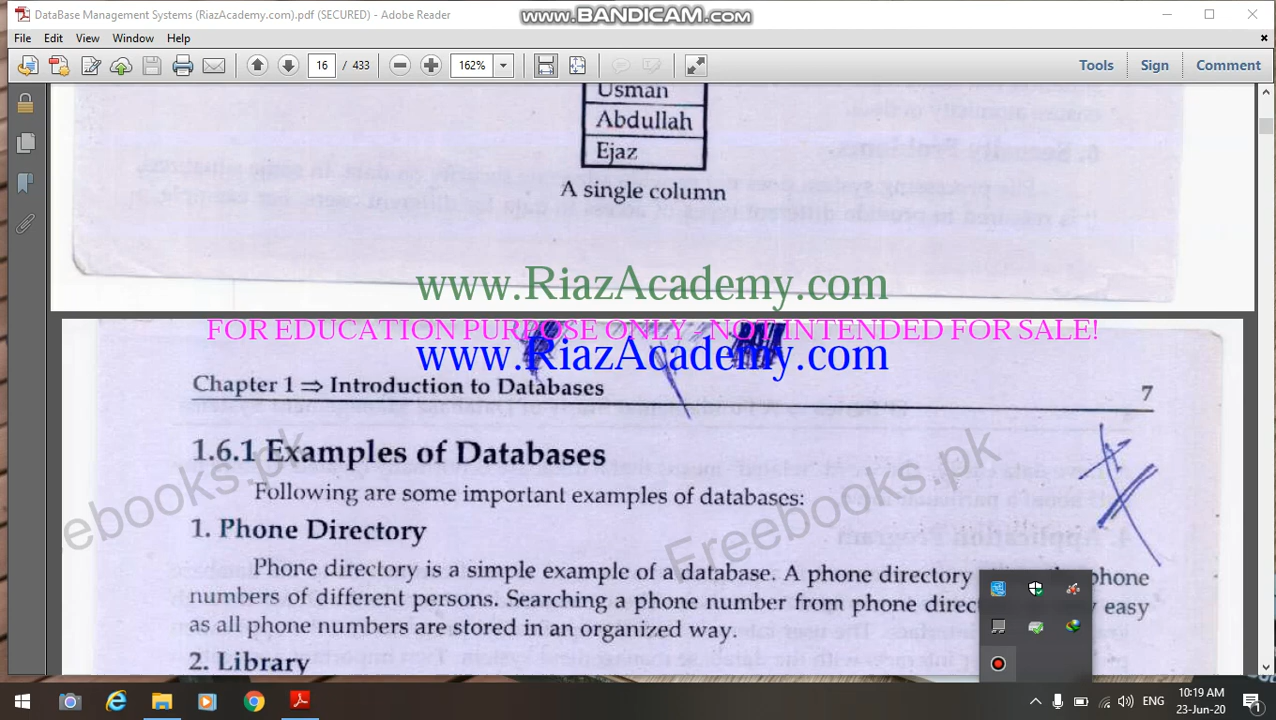 DataBase Management Systems (RiazAcademy.com).pdf (SECURED) - Adobe Reader
www.BANDICAM.com
File Edit View Window Help
16 / 433
162%
Tools Sign Comment
Usman
Abdullah
Ejaz
A single column
www.RiazAcademy.com
FOR EDUCATION PURPOSE ONLY - NOT INTENDED FOR SALE!
www.RiazAcademy.com
Chapter 1 ⇒ Introduction to Databases 7
1.6.1 Examples of Databases
Following are some important examples of databases:
Freebooks.pk
ebooks.pk
1. Phone Directory
Phone directory is a simple example of a database. A phone directory phone
numbers of different persons. Searching a phone number from phone direc easy
as all phone numbers are stored in an organized way.
2. Library
ENG
10:19 AM
23-Jun-20
1